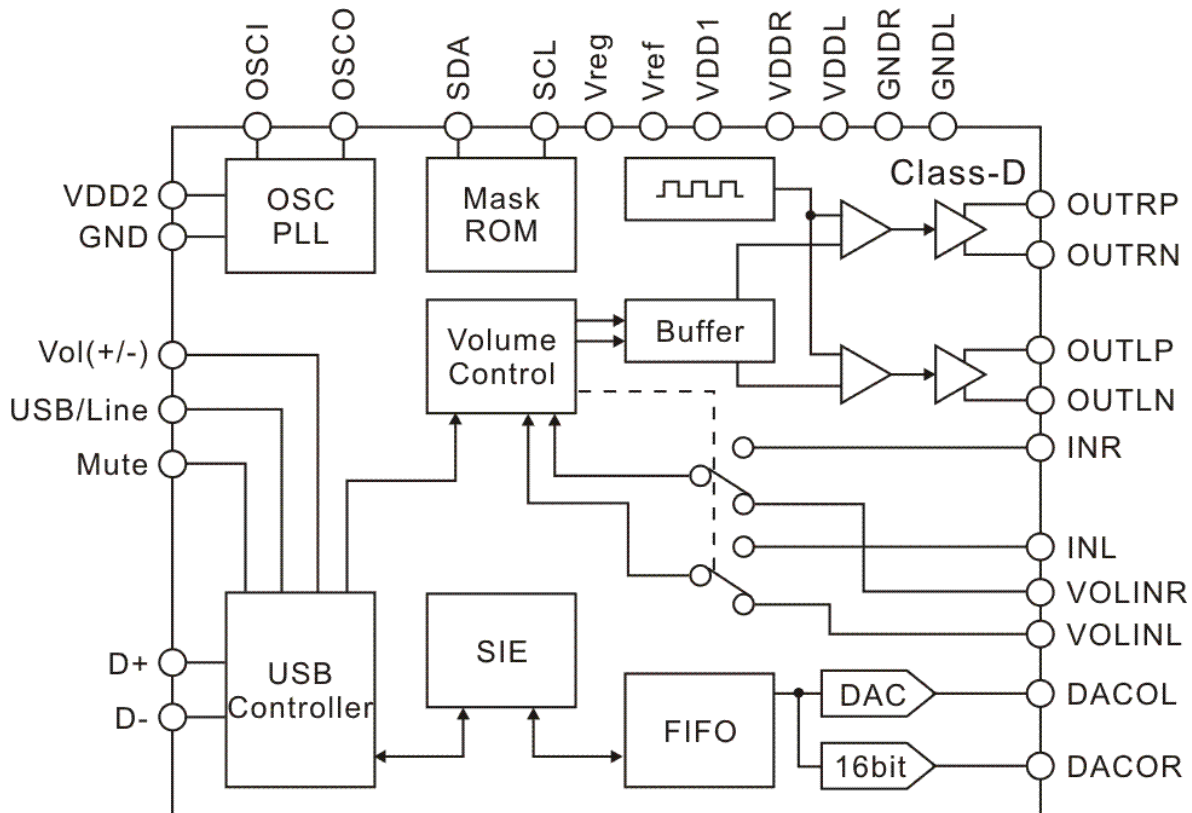 OSCI
OSCO
SDA
SCL
Vreg
Vref
VDD1
VDDR
VDDL
GNDR
GNDL
VDD2
GND
OSC
PLL
Mask
ROM
Class-D
OUTRP
OUTRN
Vol(+/-)
USB/Line
Mute
Volume
Control
Buffer
OUTLP
OUTLN
INR
INL
VOLINR
VOLINL
D+
D-
USB
Controller
SIE
FIFO
DAC
16bit
DACOL
DACOR